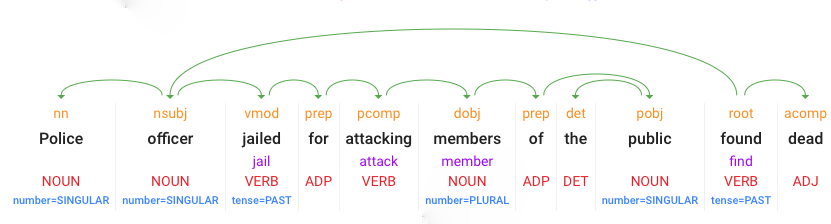 nn nsubj vmod prep pcomp dobj prep det pobj root acomp
Police officer jailed for attacking members of the public found dead
jail attack member find
NOUN NOUN VERB ADP VERB NOUN ADP DET NOUN VERB ADJ
number=SINGULAR number=SINGULAR tense=PAST number=PLURAL number=SINGULAR tense=PAST